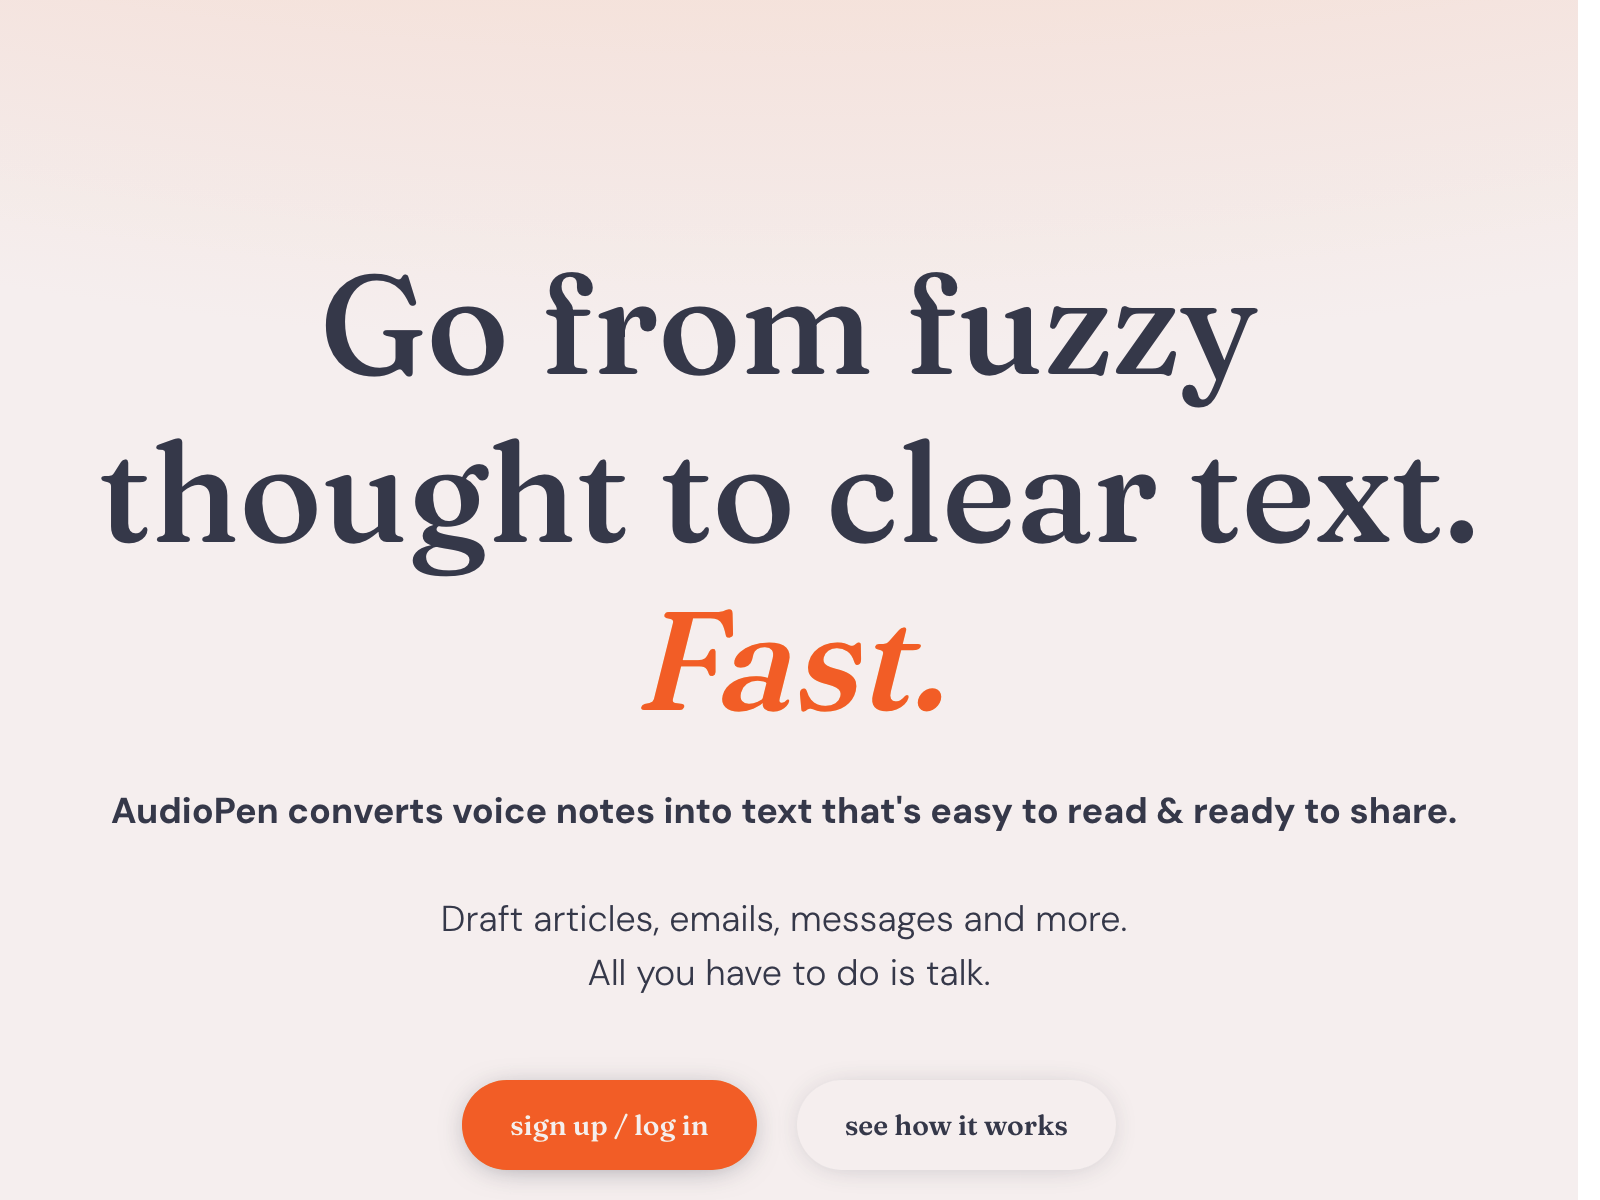 Go from fuzzy
thought to clear text.
Fast.
AudioPen converts voice notes into text that's easy to read & ready to share.
Draft articles, emails, messages and more.
All you have to do is talk.
sign up / log in
see how it works